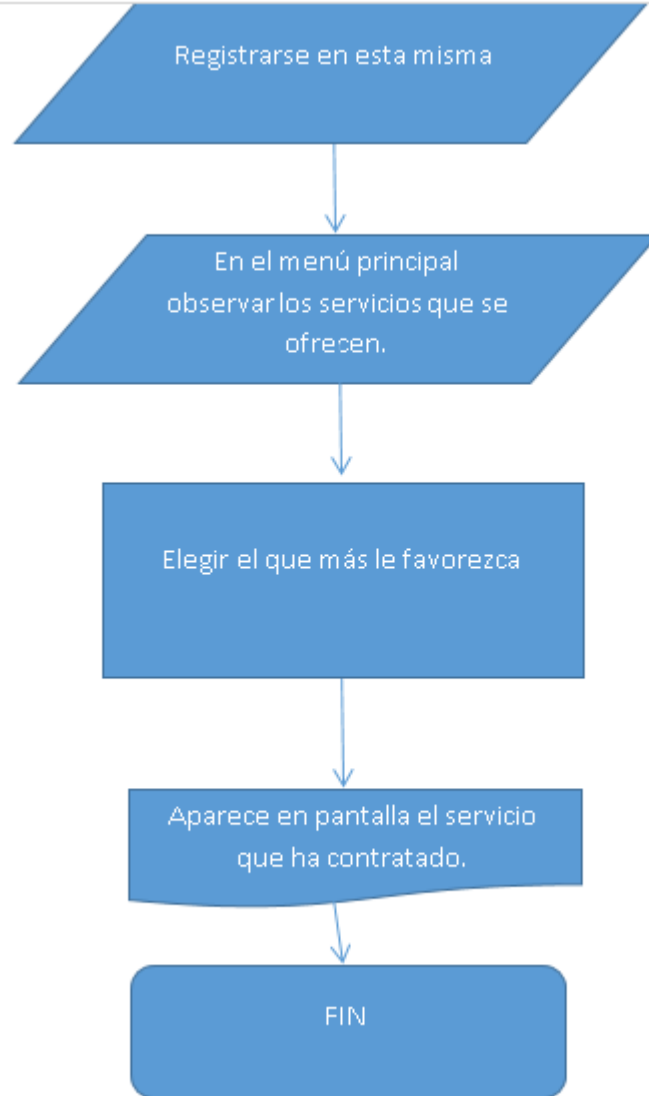 Registrarse en esta misma
En el menú principal
observar los servicios que se
ofrecen.
Elegir el que más le favorezca
Aparece en pantalla el servicio
que ha contratado.
FIN